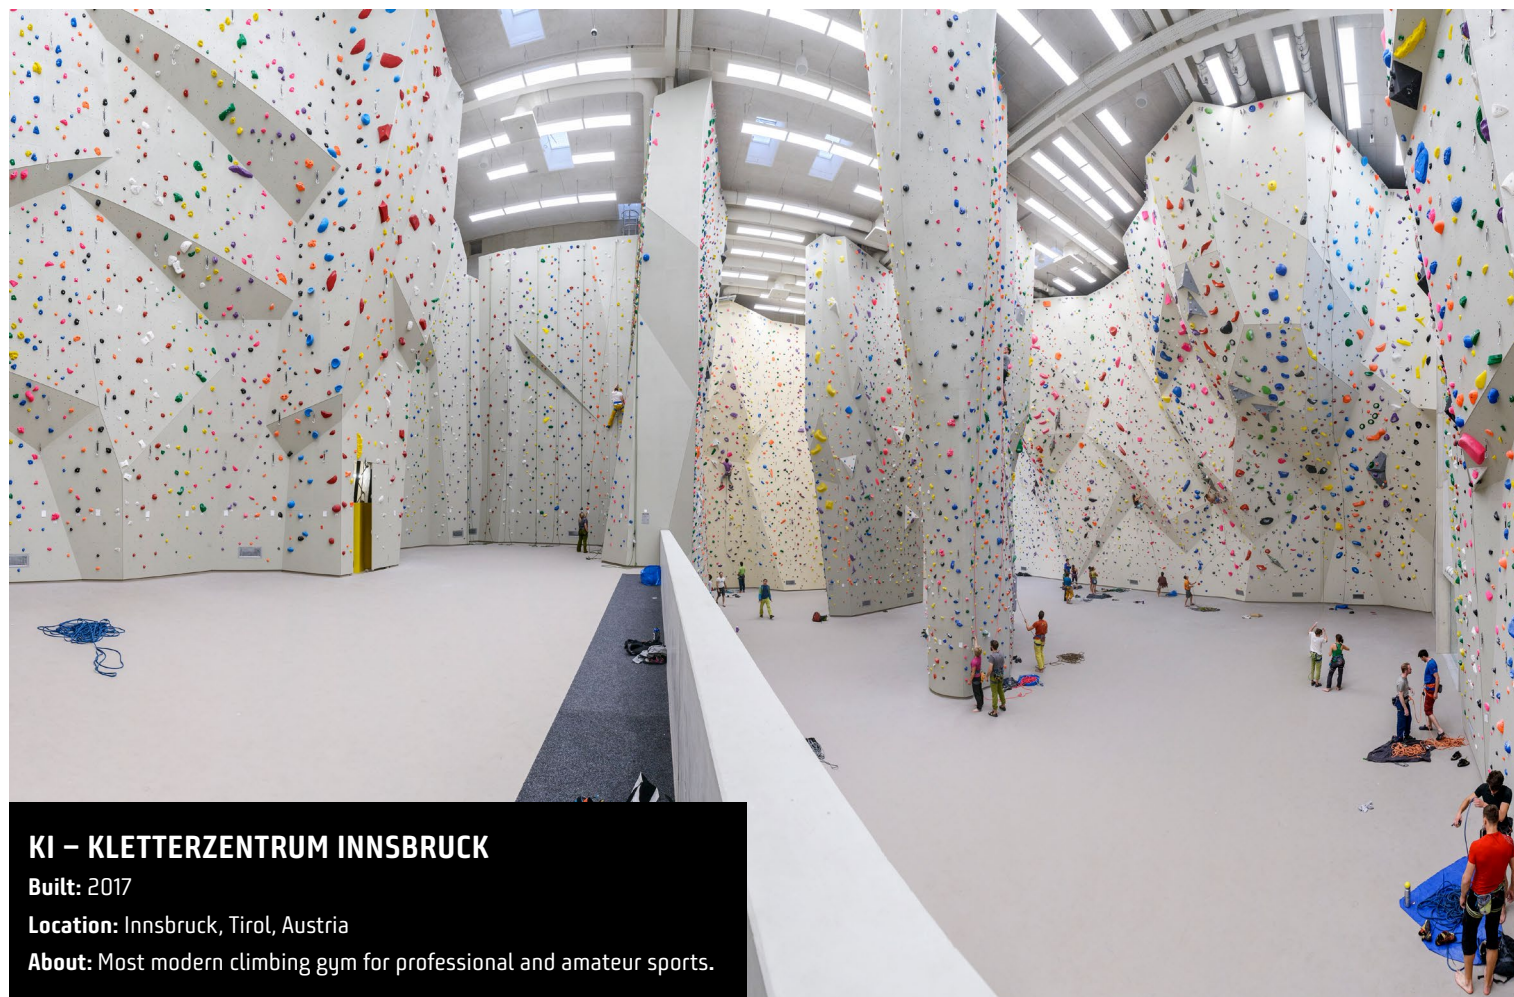 KI – KLETTERZENTRUM INNSBRUCK
Built: 2017
Location: Innsbruck, Tirol, Austria
About: Most modern climbing gym for professional and amateur sports.